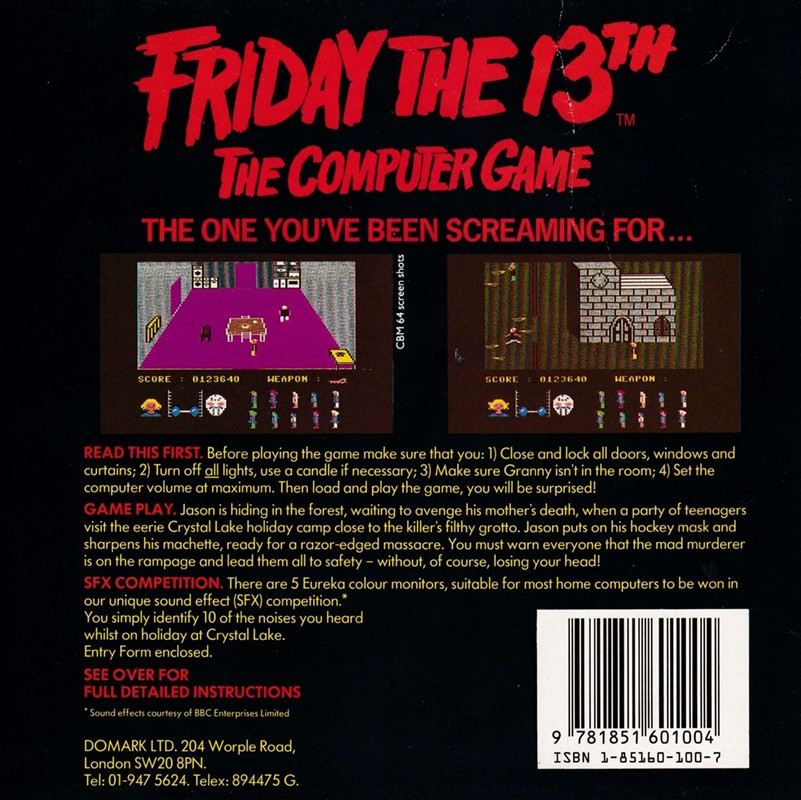 FRIDAY THE 13TH
TM
THE COMPUTER GAME
THE ONE YOU'VE BEEN SCREAMING FOR...
CBM 64 screen shots
SCORE : 0123640 WEAPON :
SCORE : 0123640 WEAPON :
READ THIS FIRST. Before playing the game make sure that you: 1) Close and lock all doors, windows and
curtains; 2) Turn off all lights, use a candle if necessary; 3) Make sure Granny isn't in the room; 4) Set the
computer volume at maximum. Then load and play the game, you will be surprised!
GAME PLAY. Jason is hiding in the forest, waiting to avenge his mother's death, when a party of teenagers
visit the eerie Crystal Lake holiday camp close to the killer's filthy grotto. Jason puts on his hockey mask and
sharpens his machette, ready for a razor-edged massacre. You must warn everyone that the mad murderer
is on the rampage and lead them all to safety – without, of course, losing your head!
SFX COMPETITION. There are 5 Eureka colour monitors, suitable for most home computers to be won in
our unique sound effect (SFX) competition.*
You simply identify 10 of the noises you heard
whilst on holiday at Crystal Lake.
Entry Form enclosed.
SEE OVER FOR
FULL DETAILED INSTRUCTIONS
* Sound effects courtesy of BBC Enterprises Limited
DOMARK LTD. 204 Worple Road,
London SW20 8PN.
Tel: 01-947 5624. Telex: 894475 G.
9 781851 601004
ISBN 1-85160-100-7